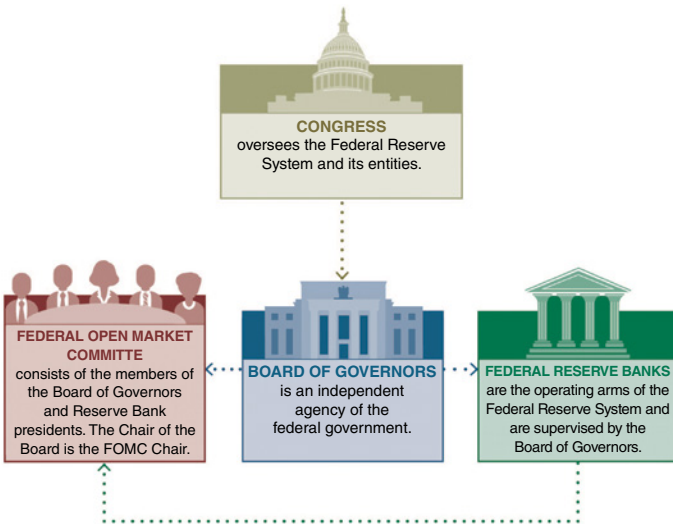 CONGRESS
oversees the Federal Reserve
System and its entities.
FEDERAL OPEN MARKET
COMMITTE
consists of the members of
the Board of Governors
and Reserve Bank
presidents. The Chair of the
Board is the FOMC Chair.
BOARD OF GOVERNORS
is an independent
agency of the
federal government.
FEDERAL RESERVE BANKS
are the operating arms of the
Federal Reserve System and
are supervised by the
Board of Governors.